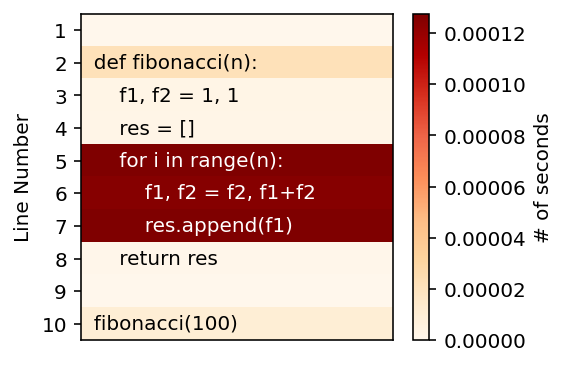 Line Number
1
2 def fibonacci(n):
3 f1, f2 = 1, 1
4 res = []
5 for i in range(n):
6 f1, f2 = f2, f1+f2
7 res.append(f1)
8 return res
9
10 fibonacci(100)
0.00012
0.00010
0.00008
0.00006
0.00004
0.00002
0.00000
# of seconds